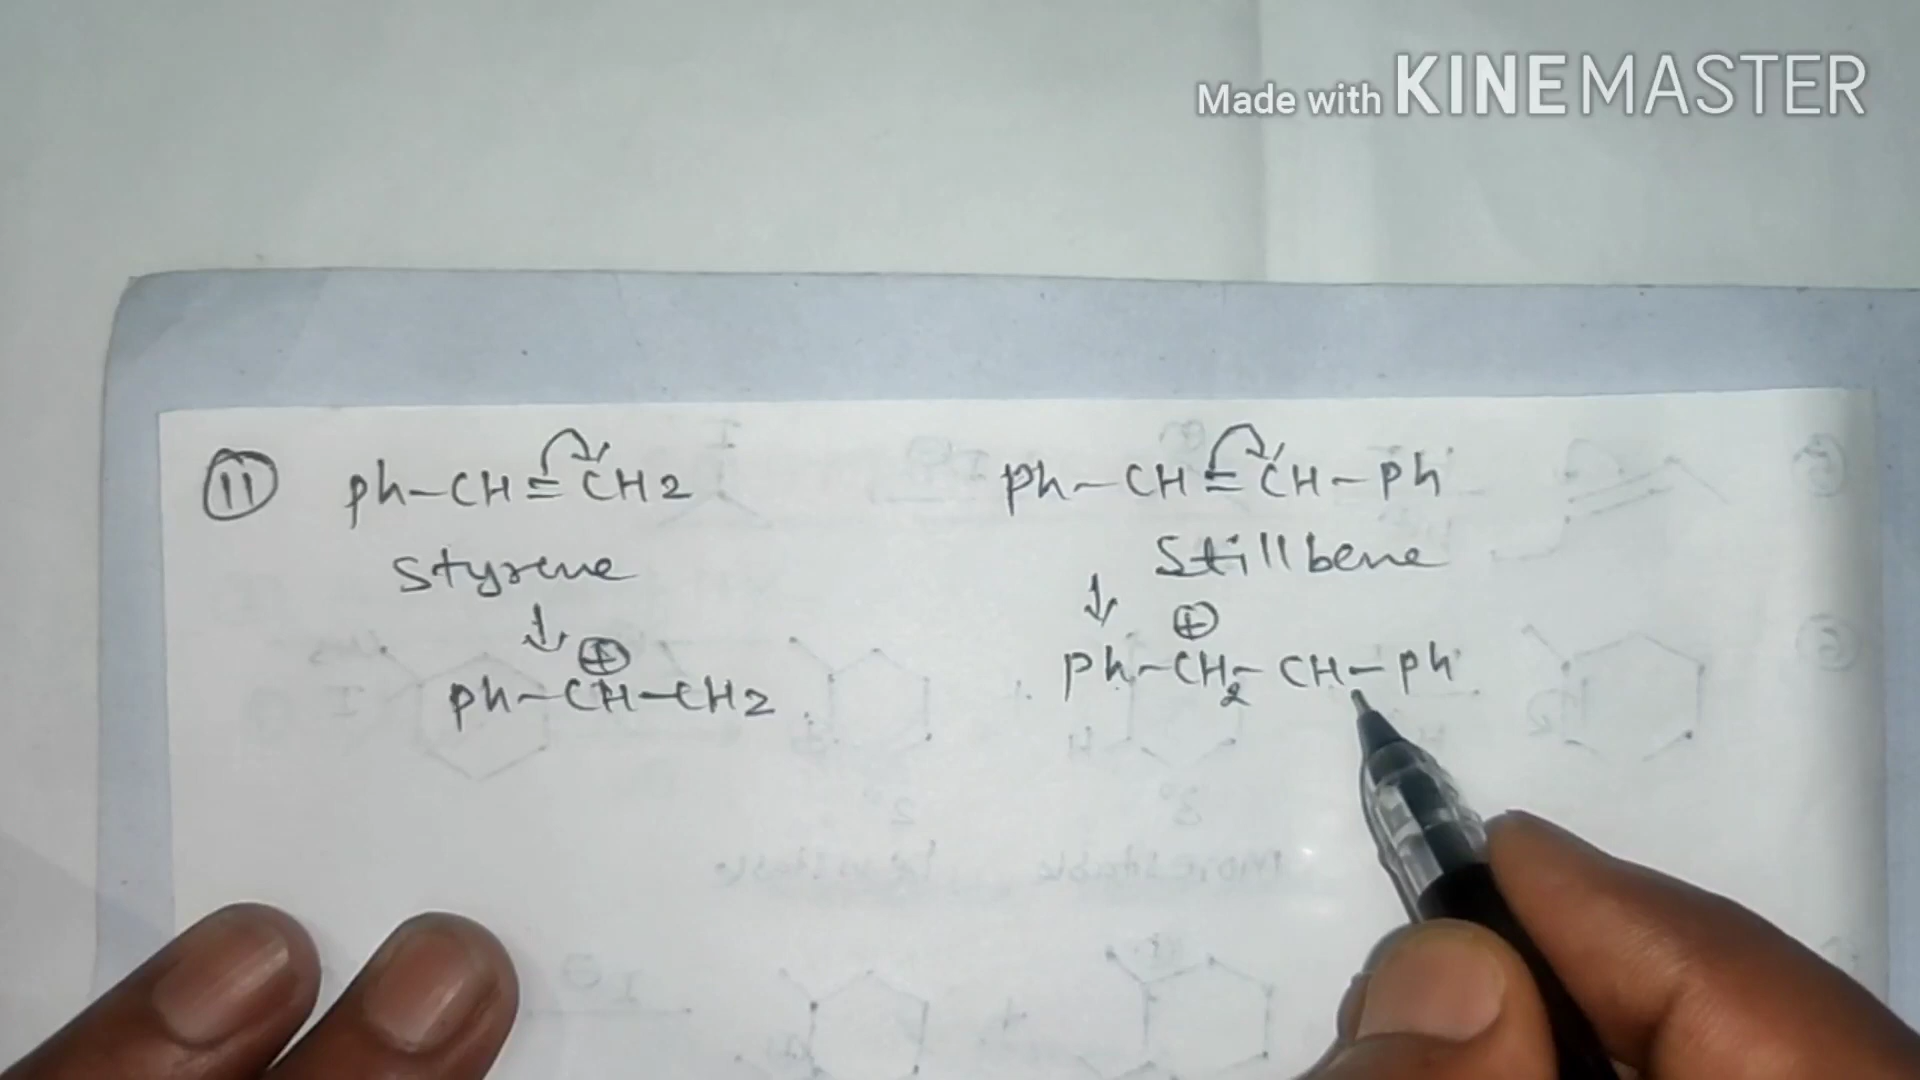 Made with KINEMASTER
11 ph-CH=CH2 ph-CH=CH-ph
Styrene Stillbene
↓ ⊕ ↓ ⊕
ph-CH-CH2 ph-CH2-CH-ph